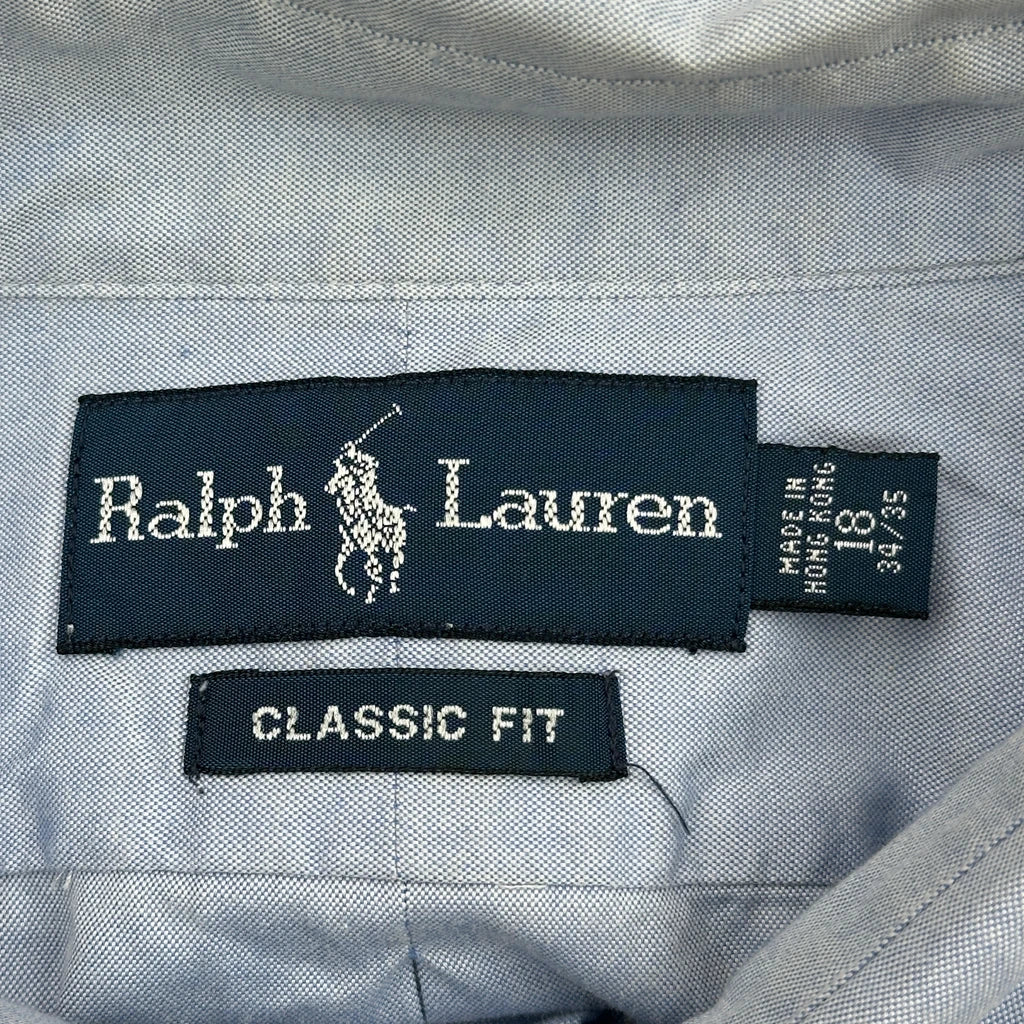 Ralph Lauren
MADE IN
HONG KONG
18
34/35
CLASSIC FIT